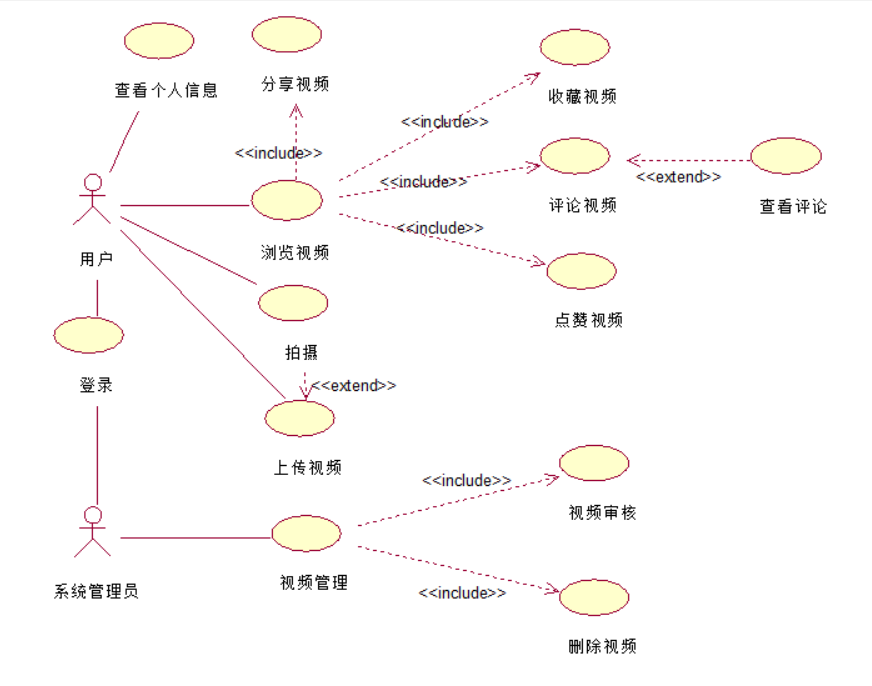 分享视频
查看个人信息
收藏视频
<<include>>
<<include>>
<<include>>
<<extend>>
评论视频
查看评论
<<include>>
浏览视频
用户
点赞视频
拍摄
登录
<<extend>>
上传视频
<<include>>
视频审核
视频管理
系统管理员
<<include>>
删除视频